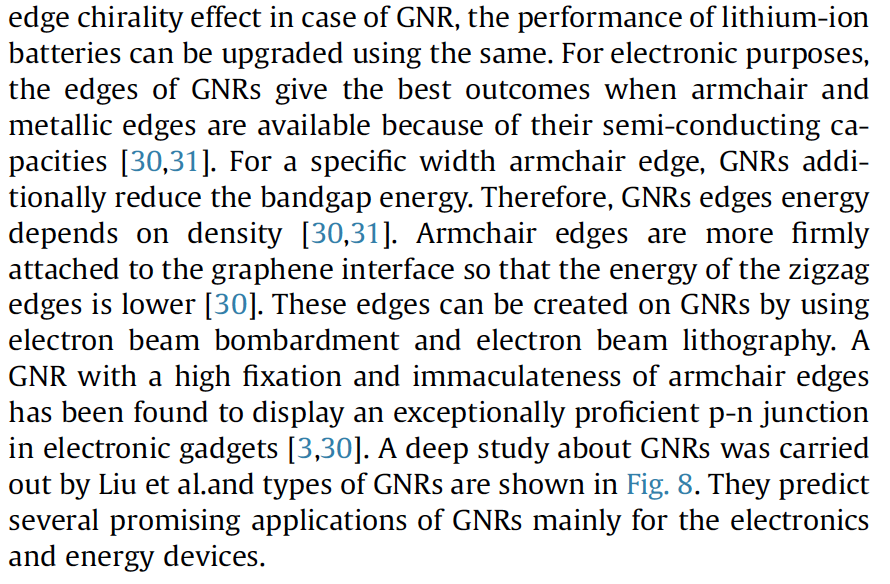 edge chirality effect in case of GNR, the performance of lithium-ion
batteries can be upgraded using the same. For electronic purposes,
the edges of GNRs give the best outcomes when armchair and
metallic edges are available because of their semi-conducting ca-
pacities [30,31]. For a specific width armchair edge, GNRs addi-
tionally reduce the bandgap energy. Therefore, GNRs edges energy
depends on density [30,31]. Armchair edges are more firmly
attached to the graphene interface so that the energy of the zigzag
edges is lower [30]. These edges can be created on GNRs by using
electron beam bombardment and electron beam lithography. A
GNR with a high fixation and immaculateness of armchair edges
has been found to display an exceptionally proficient p-n junction
in electronic gadgets [3,30]. A deep study about GNRs was carried
out by Liu et al.and types of GNRs are shown in Fig. 8. They predict
several promising applications of GNRs mainly for the electronics
and energy devices.